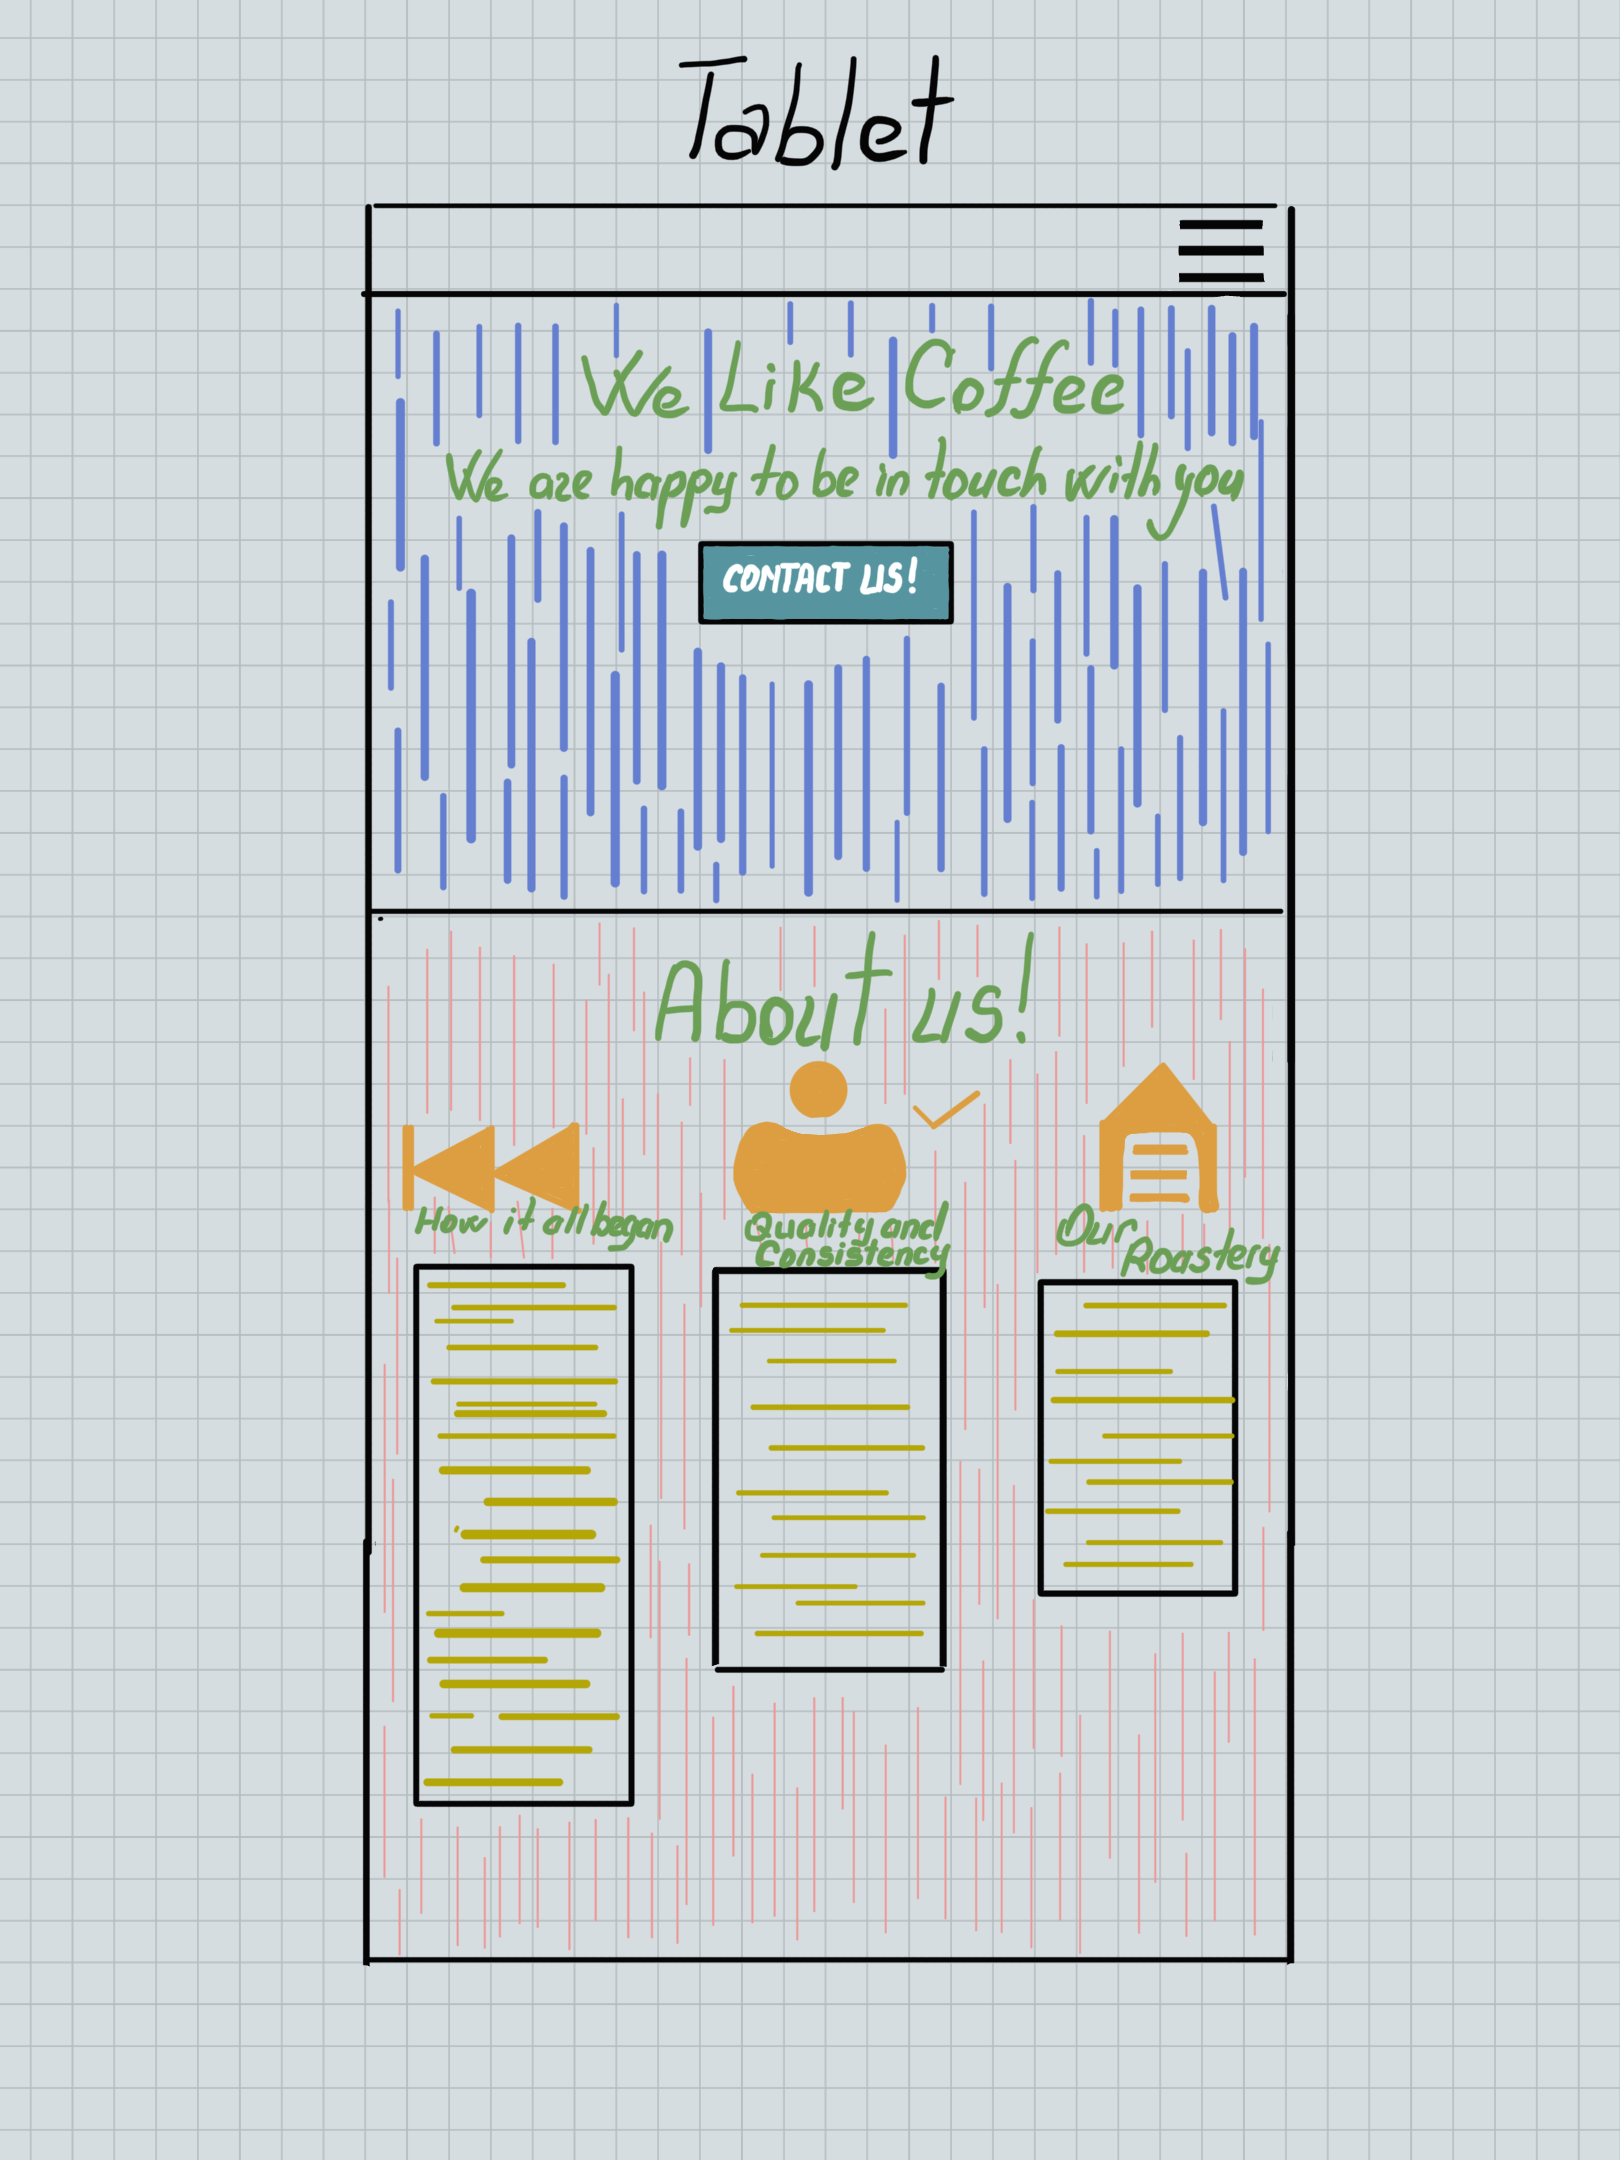 Tablet
We Like Coffee
We are happy to be in touch with you
CONTACT US!
About us!
How it all began
Quality and
Consistency
Our
Roastery